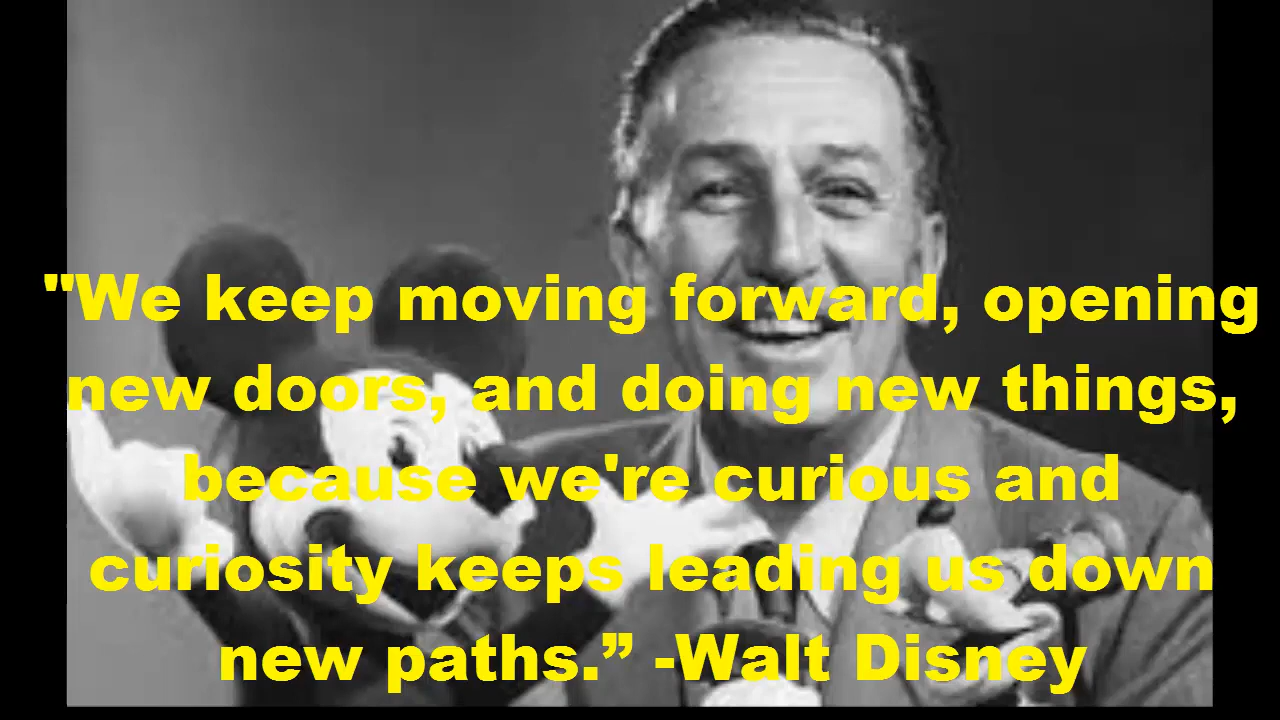 "We keep moving forward, opening
new doors, and doing new things,
because we're curious and
curiosity keeps leading us down
new paths.” -Walt Disney